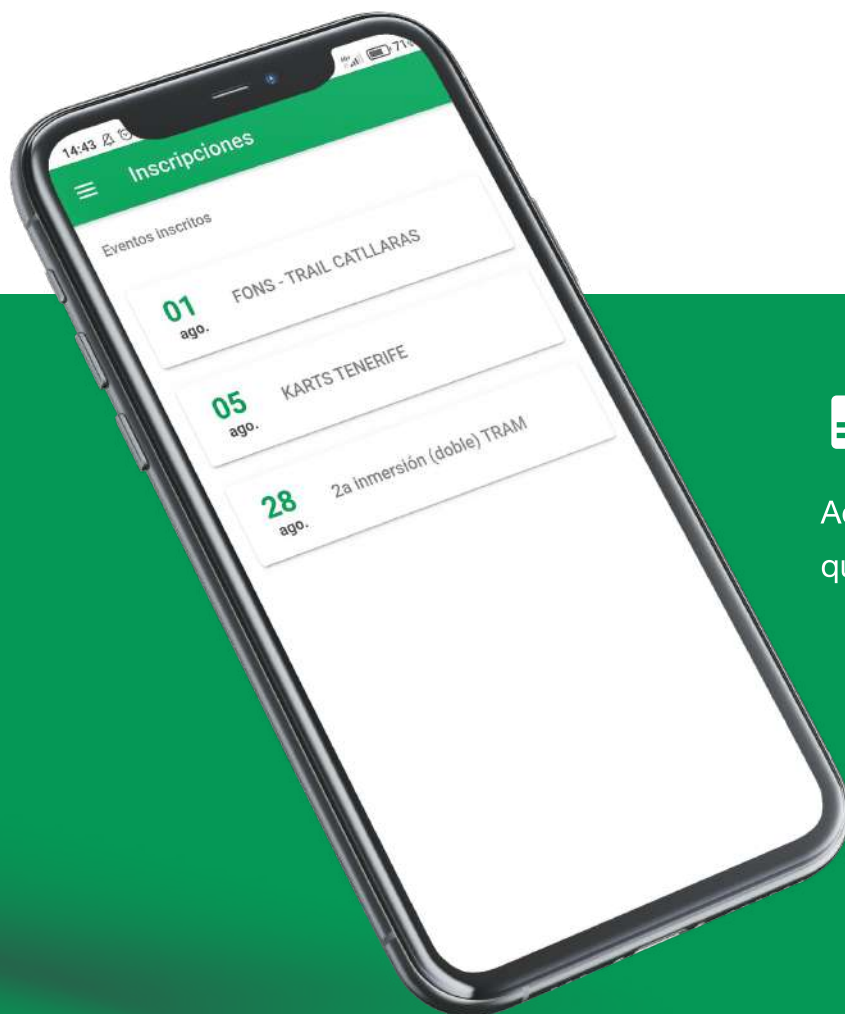 14:43
71
Inscripciones
Eventos inscritos
01
ago.
FONS - TRAIL CATLLARAS
05
ago.
KARTS TENERIFE
28
ago.
2a inmersión (doble) TRAM